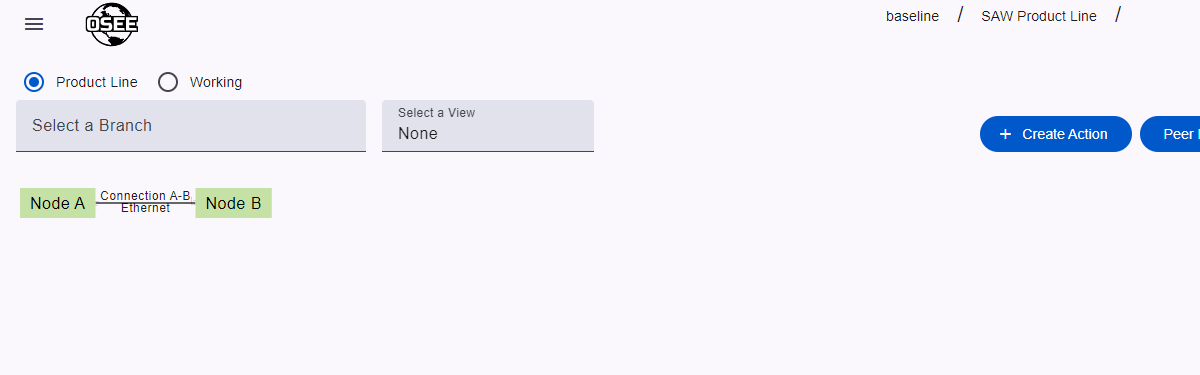 OSEE
baseline / SAW Product Line /
Product Line Working
Select a Branch
Select a View
None
+ Create Action
Peer
Node A
Connection A-B
Ethernet
Node B